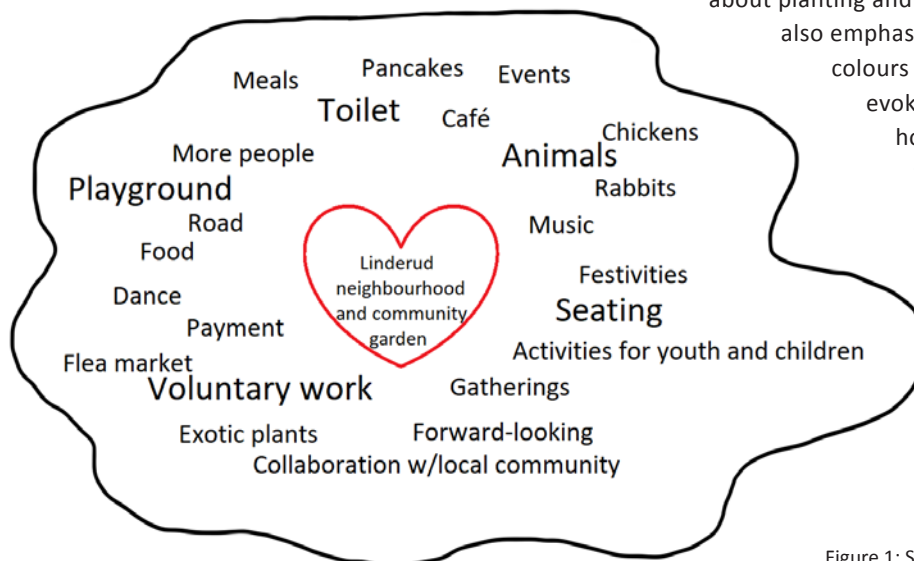 about planting and
also emphas
colours
evok
ho
Meals
Pancakes
Events
Toilet
Café
Chickens
More people
Animals
Playground
Rabbits
Road
Music
Food
Linderud
neighbourhood
and community
garden
Festivities
Dance
Seating
Payment
Activities for youth and children
Flea market
Voluntary work
Gatherings
Exotic plants
Forward-looking
Collaboration w/local community
Figure 1: S